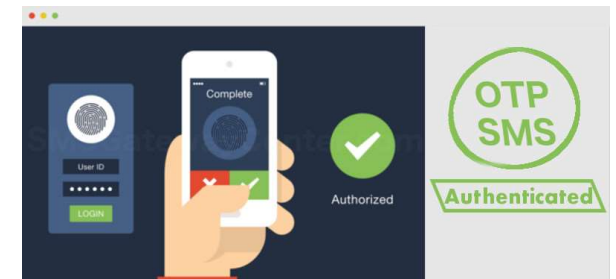 User ID
LOGIN
Complete
Authorized
OTP
SMS
Authenticated